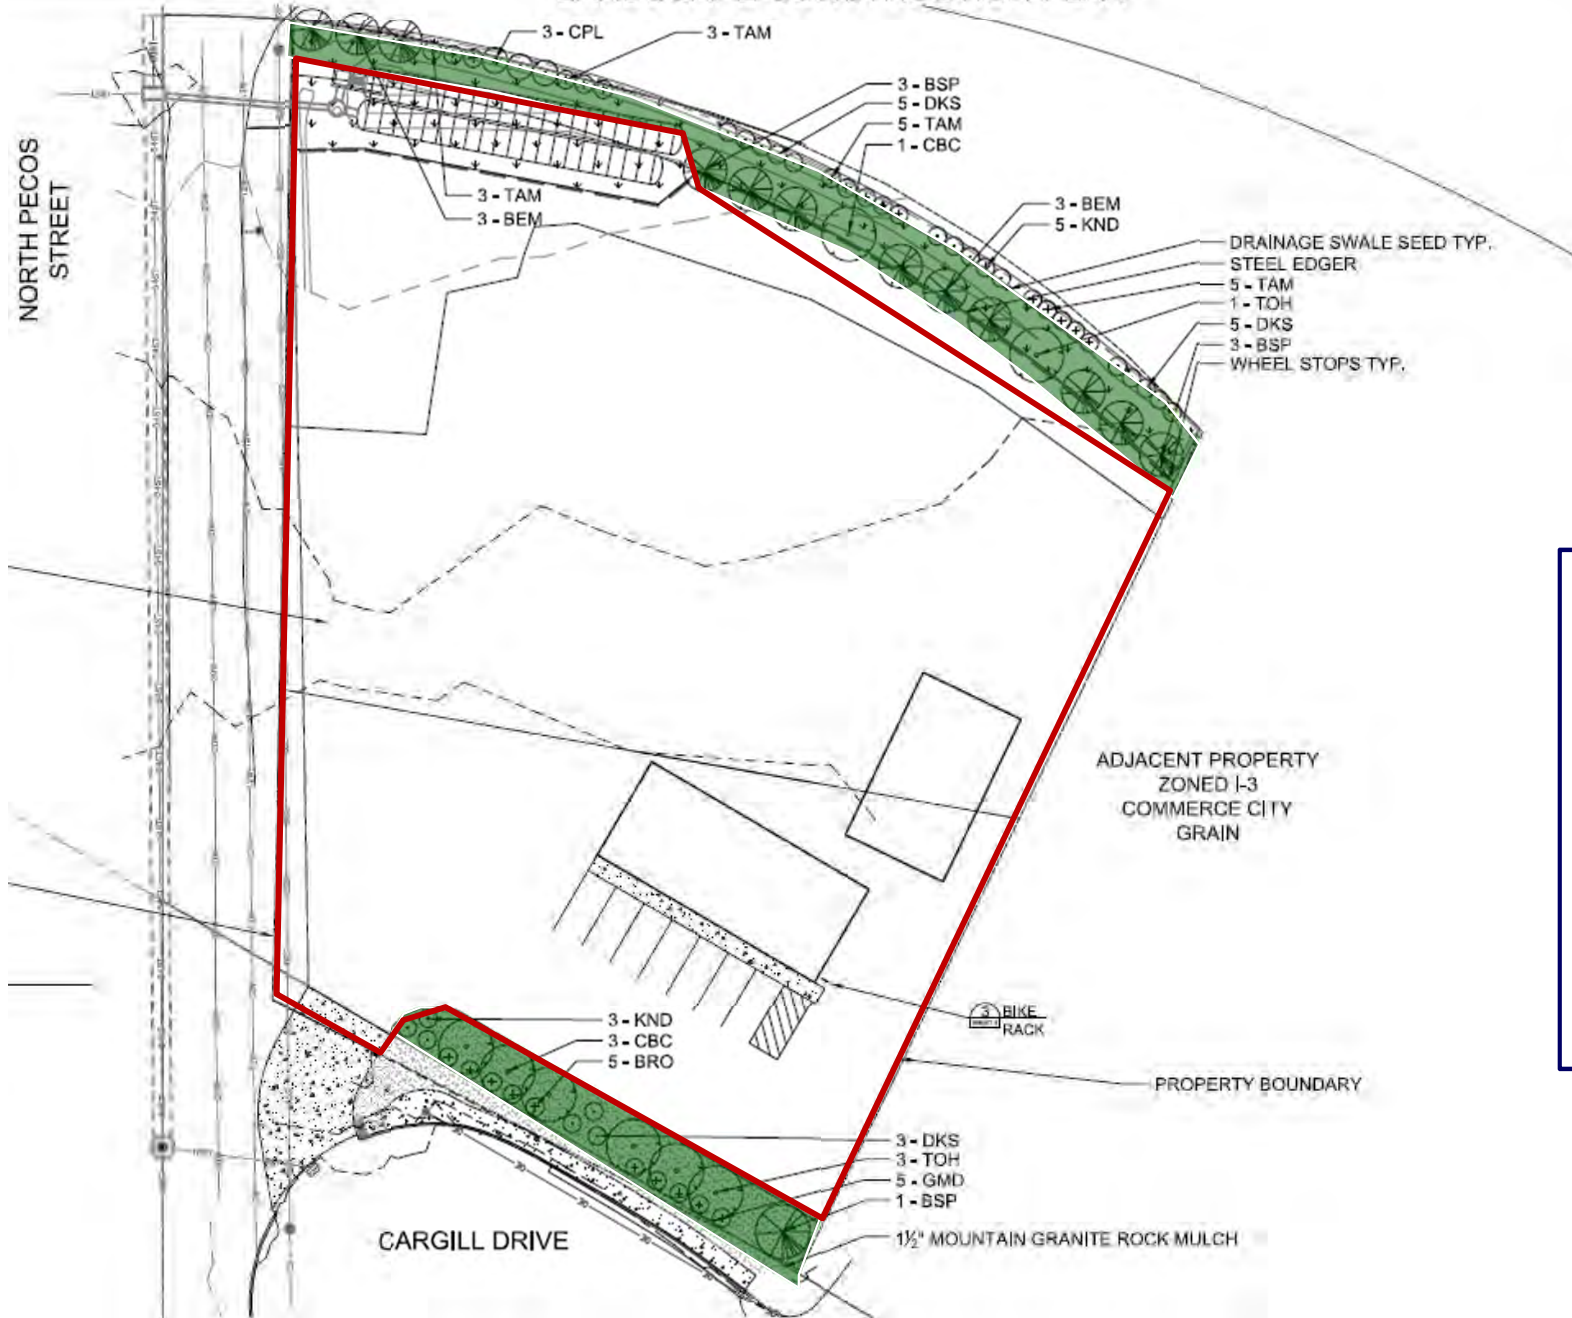 3 - CPL
3 - TAM
3 - BSP
5 - DKS
5 - TAM
1 - CBC
NORTH PECOS
STREET
3 - TAM
3 - BEM
3 - BEM
5 - KND
DRAINAGE SWALE SEED TYP.
STEEL EDGER
5 - TAM
1 - TOH
5 - DKS
3 - BSP
WHEEL STOPS TYP.
ADJACENT PROPERTY
ZONED I-3
COMMERCE CITY
GRAIN
3 BIKE
RACK
3 - KND
3 - CBC
5 - BRO
PROPERTY BOUNDARY
3 - DKS
3 - TOH
5 - GMD
1 - BSP
1½" MOUNTAIN GRANITE ROCK MULCH
CARGILL DRIVE